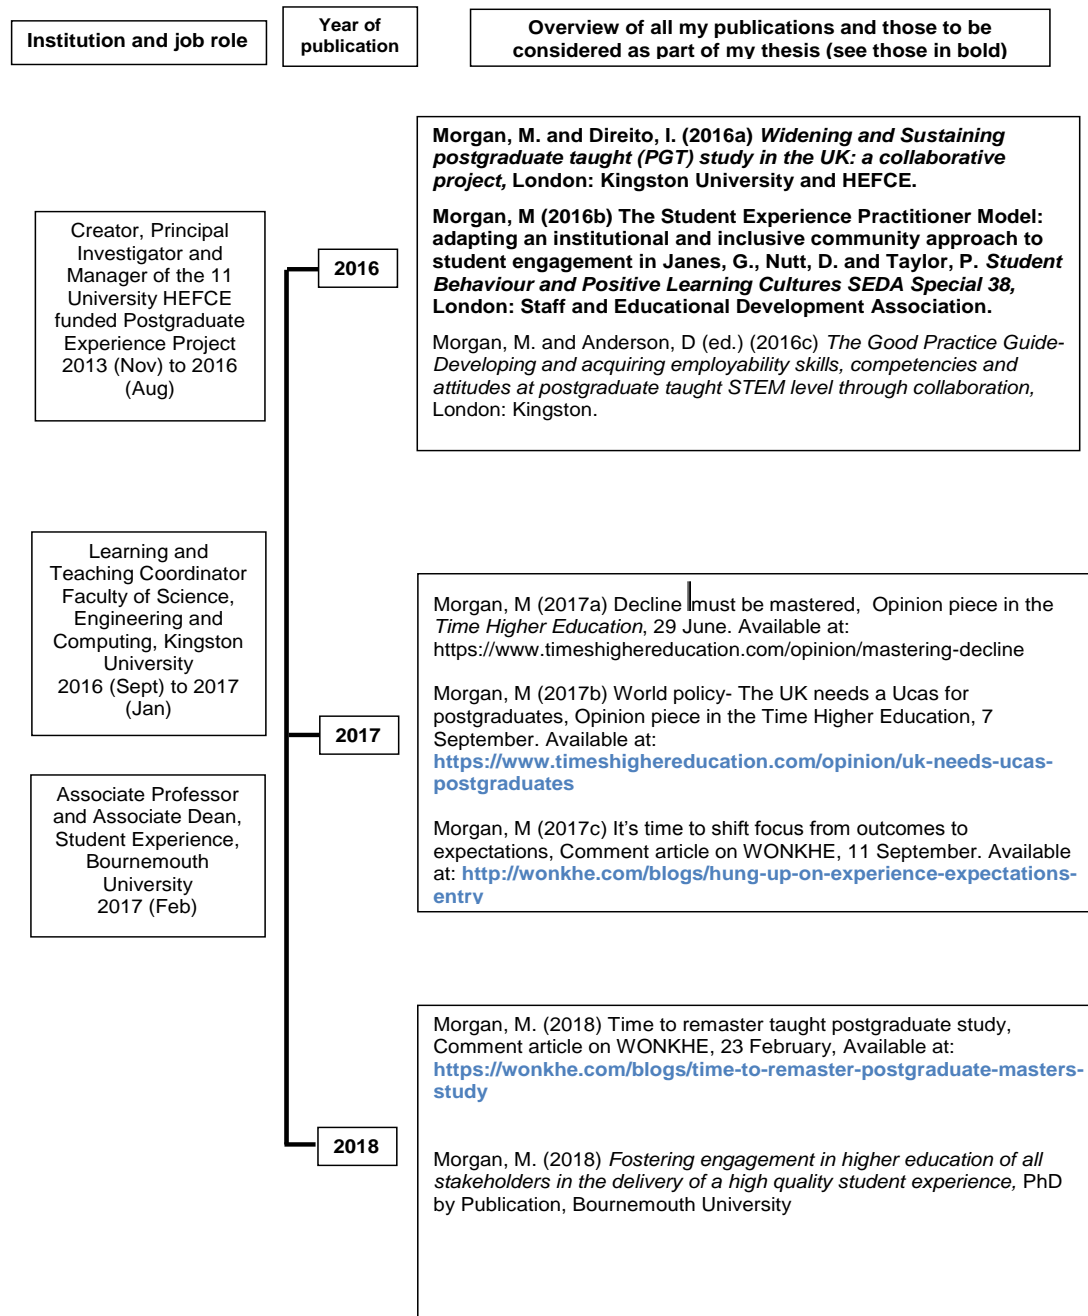 Institution and job role
Year of
publication
Overview of all my publications and those to be
considered as part of my thesis (see those in bold)
Creator, Principal
Investigator and
Manager of the 11
University HEFCE
funded Postgraduate
Experience Project
2013 (Nov) to 2016
(Aug)
2016
Morgan, M. and Direito, I. (2016a) Widening and Sustaining
postgraduate taught (PGT) study in the UK: a collaborative
project, London: Kingston University and HEFCE.
Morgan, M (2016b) The Student Experience Practitioner Model:
adapting an institutional and inclusive community approach to
student engagement in Janes, G., Nutt, D. and Taylor, P. Student
Behaviour and Positive Learning Cultures SEDA Special 38,
London: Staff and Educational Development Association.
Morgan, M. and Anderson, D (ed.) (2016c) The Good Practice Guide-
Developing and acquiring employability skills, competencies and
attitudes at postgraduate taught STEM level through collaboration,
London: Kingston.
Learning and
Teaching Coordinator
Faculty of Science,
Engineering and
Computing, Kingston
University
2016 (Sept) to 2017
(Jan)
Associate Professor
and Associate Dean,
Student Experience,
Bournemouth
University
2017 (Feb)
2017
Morgan, M (2017a) Decline must be mastered, Opinion piece in the
Time Higher Education, 29 June. Available at:
https://www.timeshighereducation.com/opinion/mastering-decline
Morgan, M (2017b) World policy- The UK needs a Ucas for
postgraduates, Opinion piece in the Time Higher Education, 7
September. Available at:
https://www.timeshighereducation.com/opinion/uk-needs-ucas-
postgraduates
Morgan, M (2017c) It's time to shift focus from outcomes to
expectations, Comment article on WONKHE, 11 September. Available
at: http://wonkhe.com/blogs/hung-up-on-experience-expectations-
entry
2018
Morgan, M. (2018) Time to remaster taught postgraduate study,
Comment article on WONKHE, 23 February, Available at:
https://wonkhe.com/blogs/time-to-remaster-postgraduate-masters-
study
Morgan, M. (2018) Fostering engagement in higher education of all
stakeholders in the delivery of a high quality student experience, PhD
by Publication, Bournemouth University